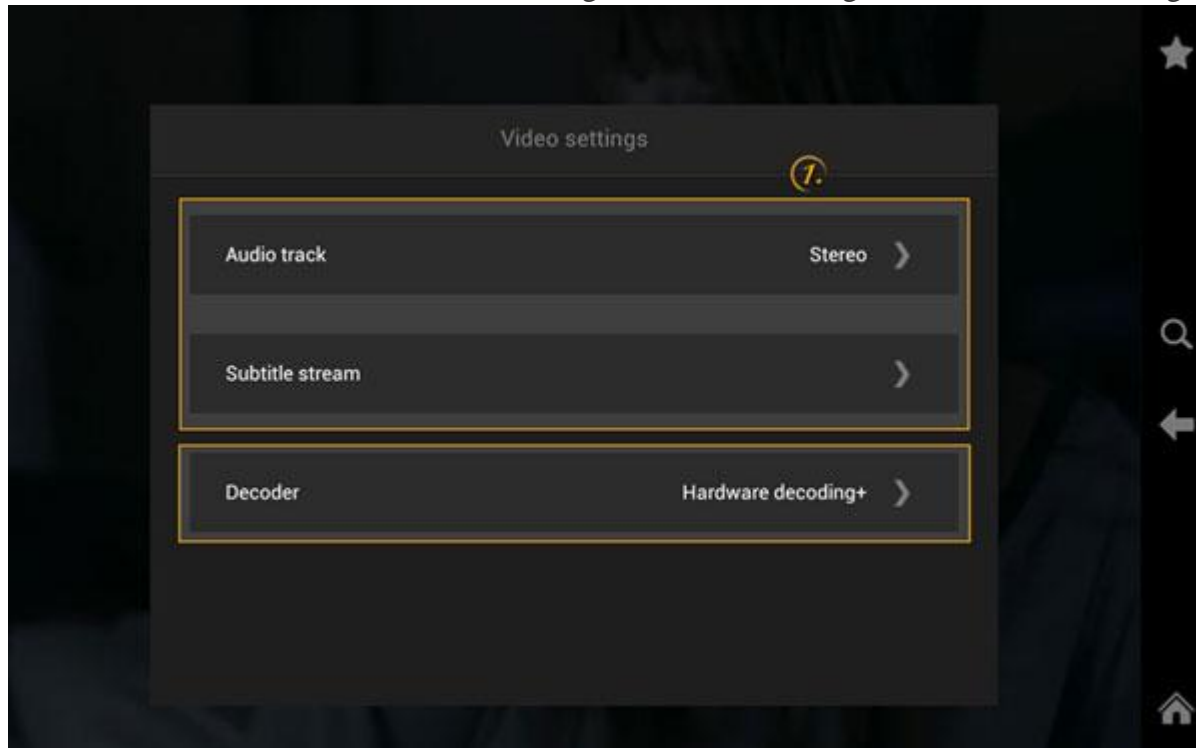 Video settings
1.
Audio track Stereo
Subtitle stream
Decoder Hardware decoding+